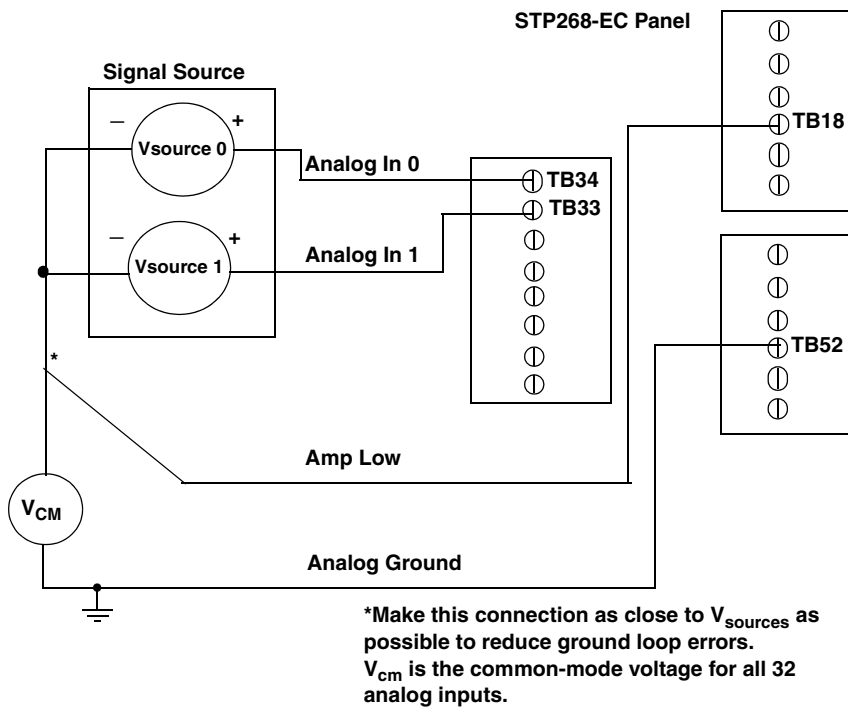 STP268-EC Panel
Signal Source
TB18
– +
Vsource 0
Analog In 0
TB34
TB33
– +
Vsource 1
Analog In 1
TB52
*
Amp Low
VCM
Analog Ground
*Make this connection as close to Vsources as
possible to reduce ground loop errors.
Vcm is the common-mode voltage for all 32
analog inputs.